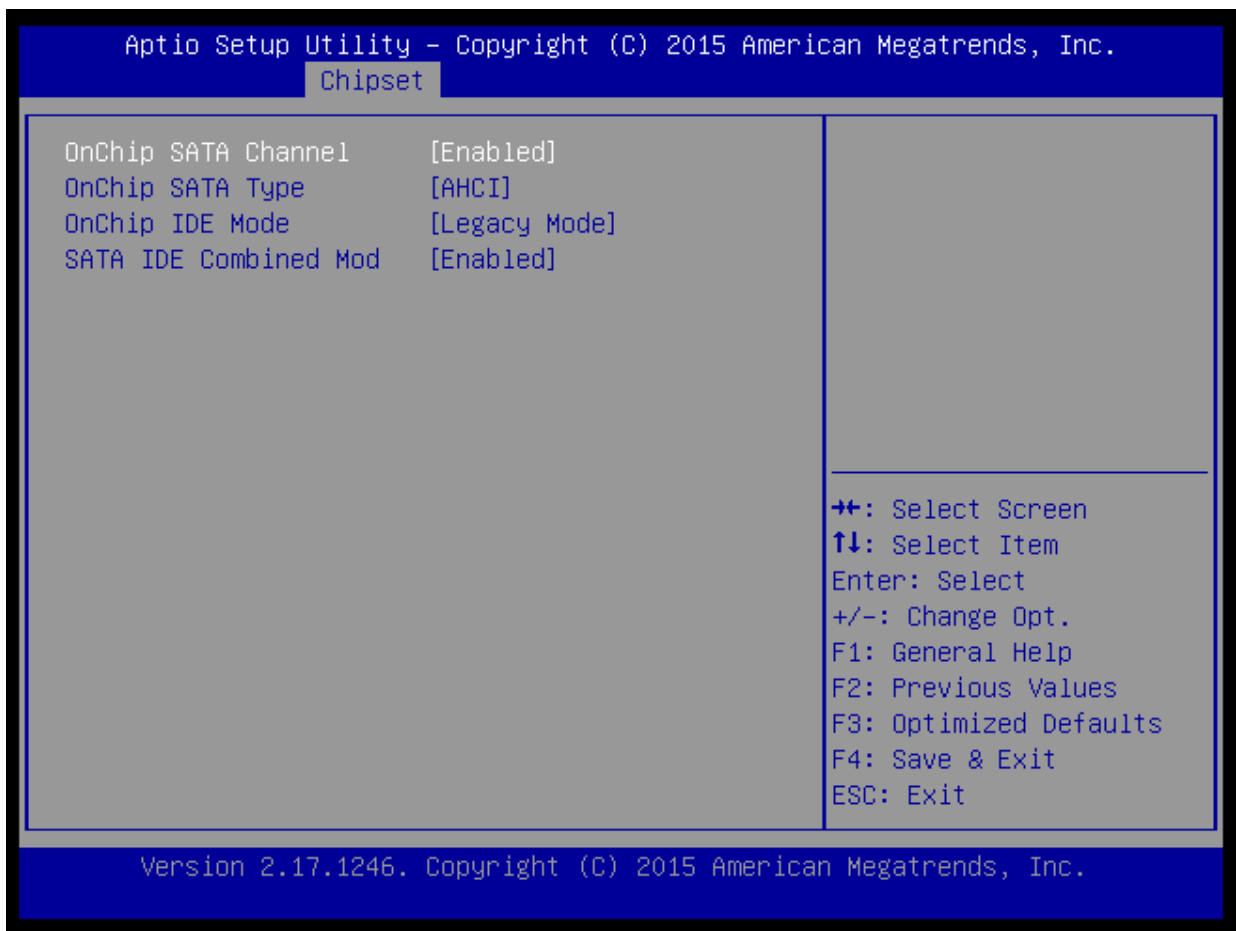 Aptio Setup Utility – Copyright (C) 2015 American Megatrends, Inc.
Chipset
OnChip SATA Channel [Enabled]
OnChip SATA Type [AHCI]
OnChip IDE Mode [Legacy Mode]
SATA IDE Combined Mod [Enabled]
→←: Select Screen
↑↓: Select Item
Enter: Select
+/-: Change Opt.
F1: General Help
F2: Previous Values
F3: Optimized Defaults
F4: Save & Exit
ESC: Exit
Version 2.17.1246. Copyright (C) 2015 American Megatrends, Inc.